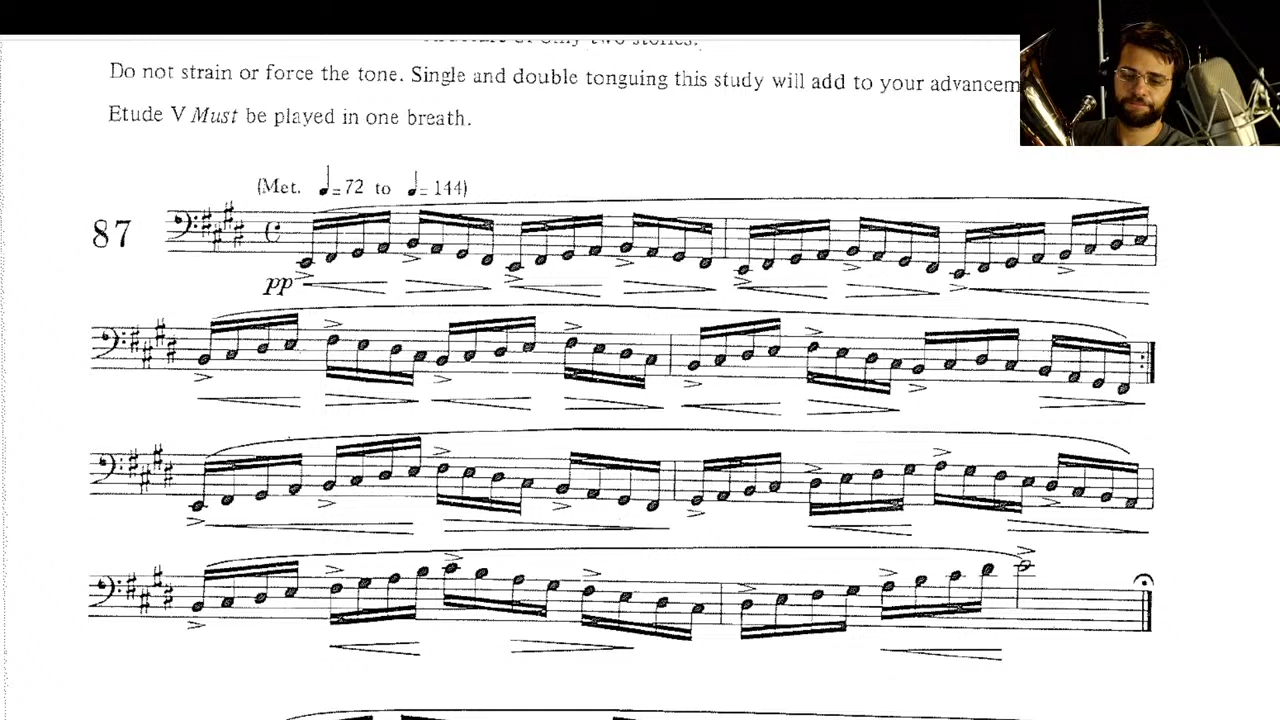 Do not strain or force the tone. Single and double tonguing this study will add to your
Etude V Must be played in one breath.
(Met. ♩=72 to ♩=144)
87
pp